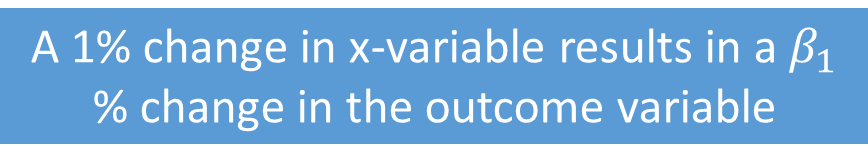 A 1% change in x-variable results in a β₁
% change in the outcome variable